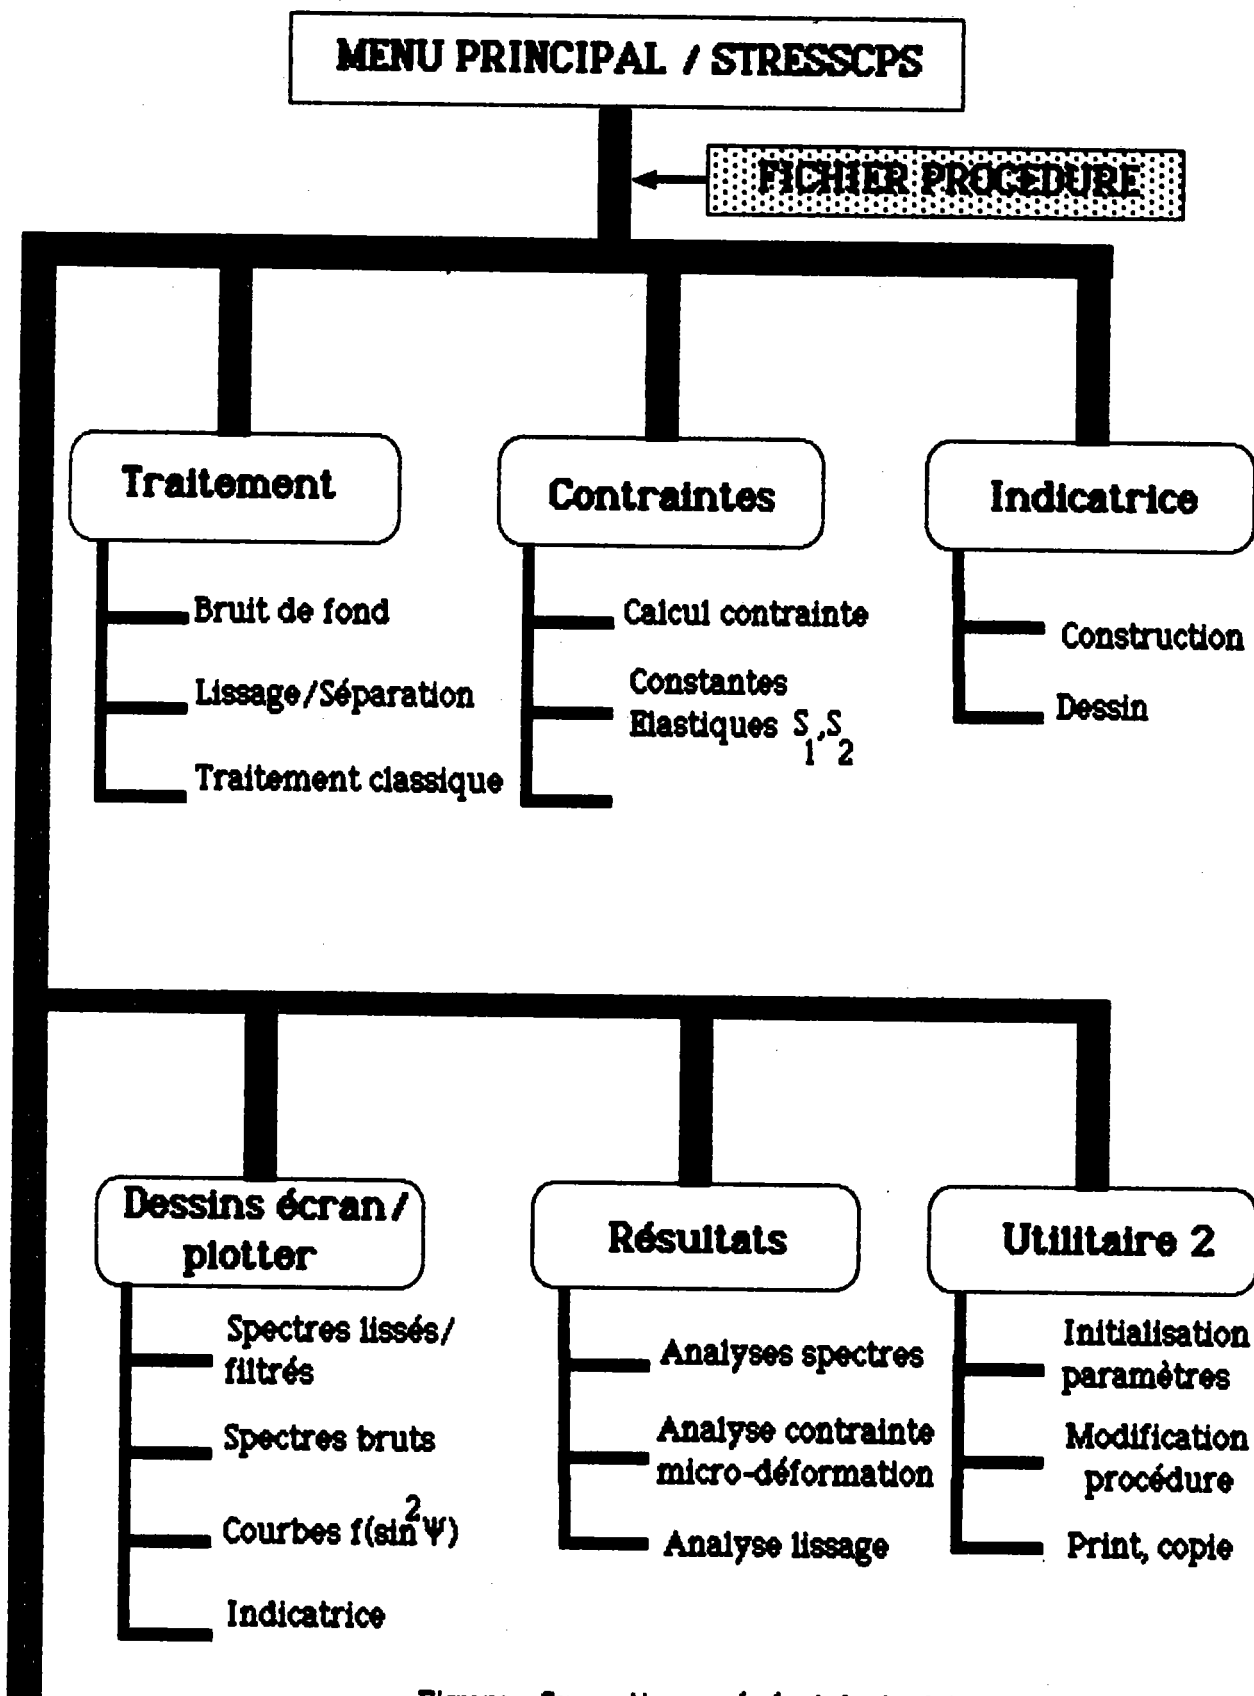 MENU PRINCIPAL / STRESSCPS
FICHIER PROCEDURE
Traitement
Bruit de fond
Lissage/Séparation
Traitement classique
Contraintes
Calcul contrainte
Constantes
Elastiques S₁,S₂
Indicatrice
Construction
Dessin
Dessins écran/
plotter
Spectres lissés/
filtrés
Spectres bruts
Courbes f(sin²Ψ)
Indicatrice
Résultats
Analyses spectres
Analyse contrainte
micro-déformation
Analyse lissage
Utilitaire 2
Initialisation
paramètres
Modification
procédure
Print, copie